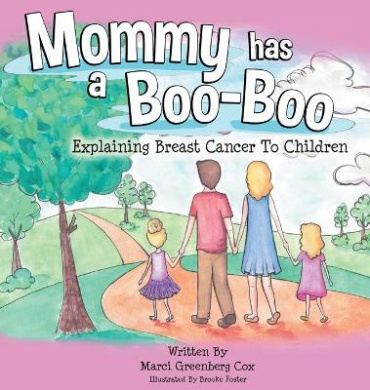 Mommy has
a Boo-Boo
Explaining Breast Cancer To Children
Written By
Marci Greenberg Cox
Illustrated By Brooke Foster